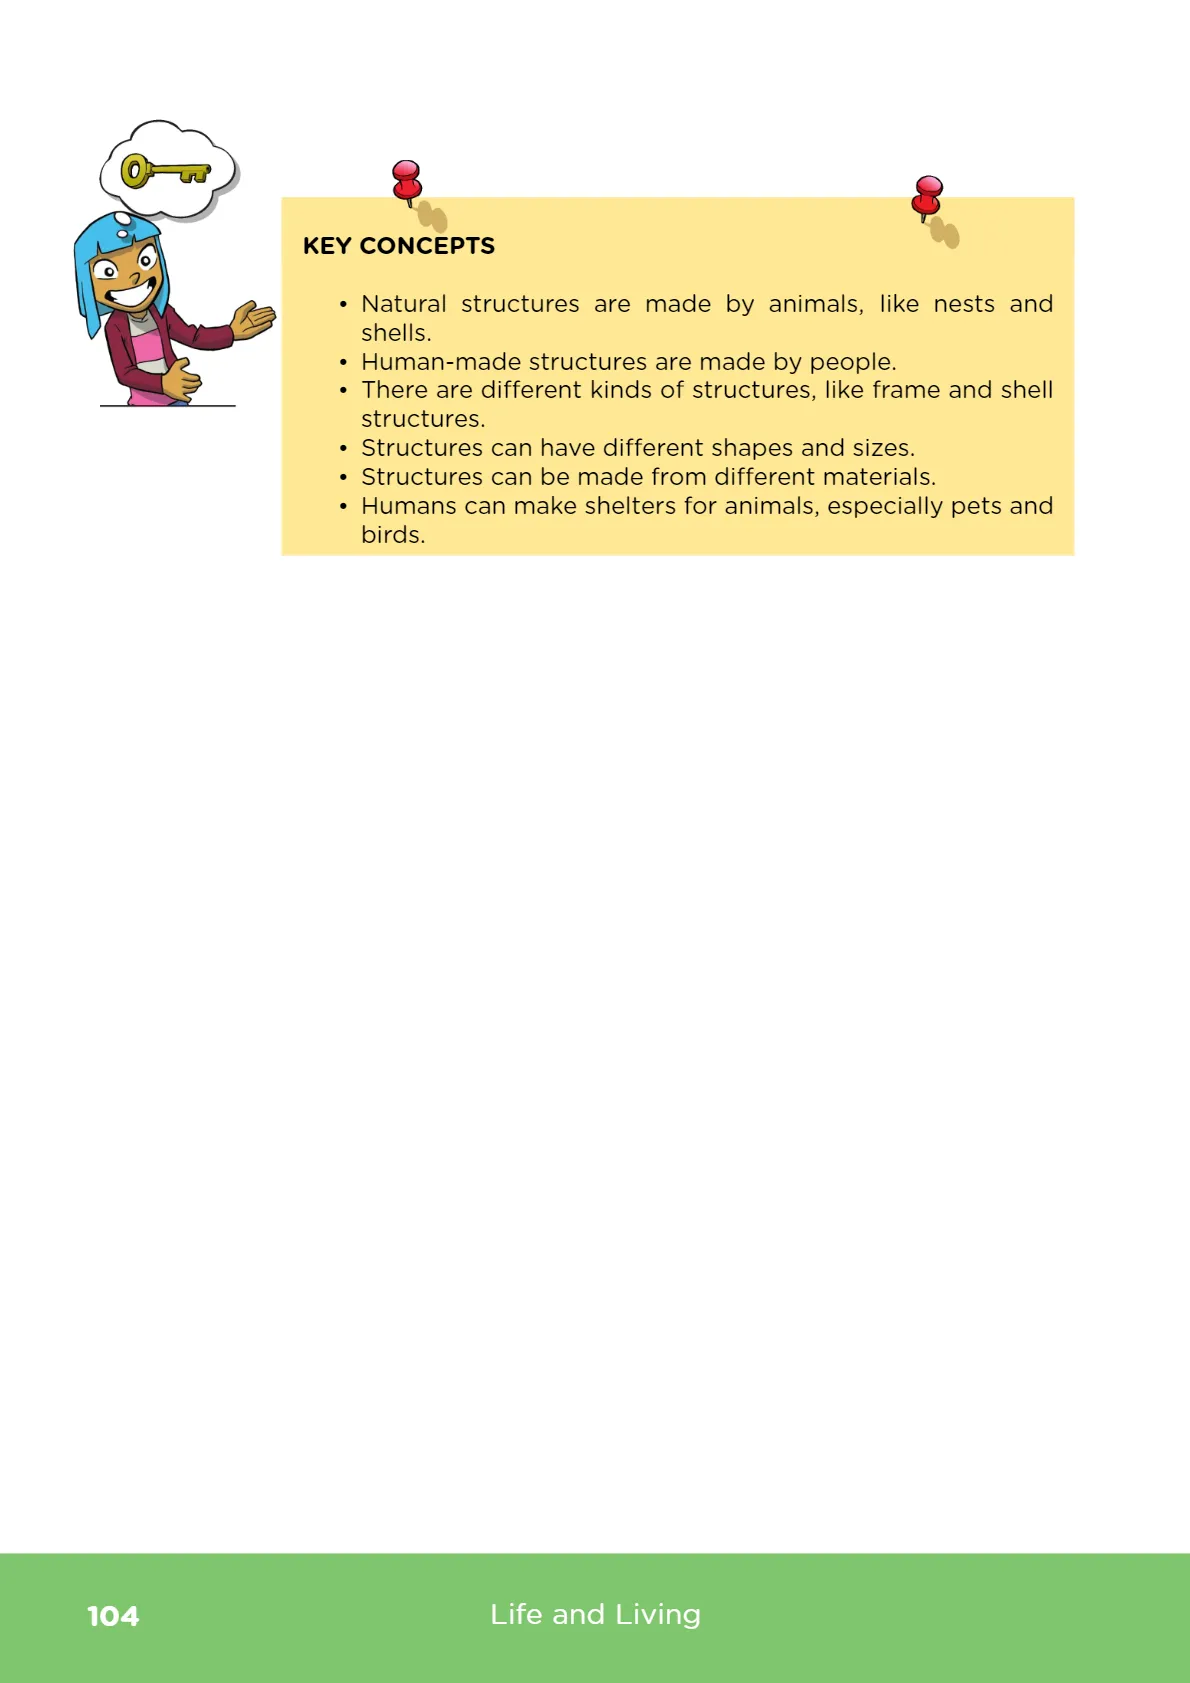 KEY CONCEPTS
• Natural structures are made by animals, like nests and
shells.
• Human-made structures are made by people.
• There are different kinds of structures, like frame and shell
structures.
• Structures can have different shapes and sizes.
• Structures can be made from different materials.
• Humans can make shelters for animals, especially pets and
birds.
104 Life and Living